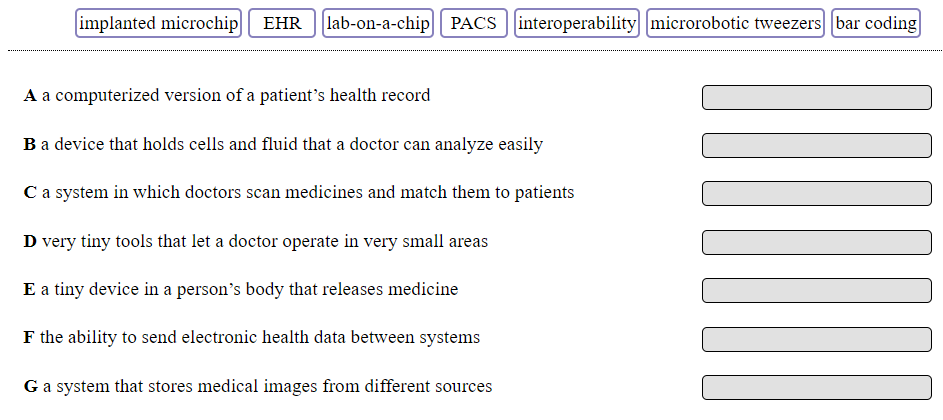 implanted microchip EHR lab-on-a-chip PACS interoperability microrobotic tweezers bar coding
A a computerized version of a patient’s health record
B a device that holds cells and fluid that a doctor can analyze easily
C a system in which doctors scan medicines and match them to patients
D very tiny tools that let a doctor operate in very small areas
E a tiny device in a person’s body that releases medicine
F the ability to send electronic health data between systems
G a system that stores medical images from different sources